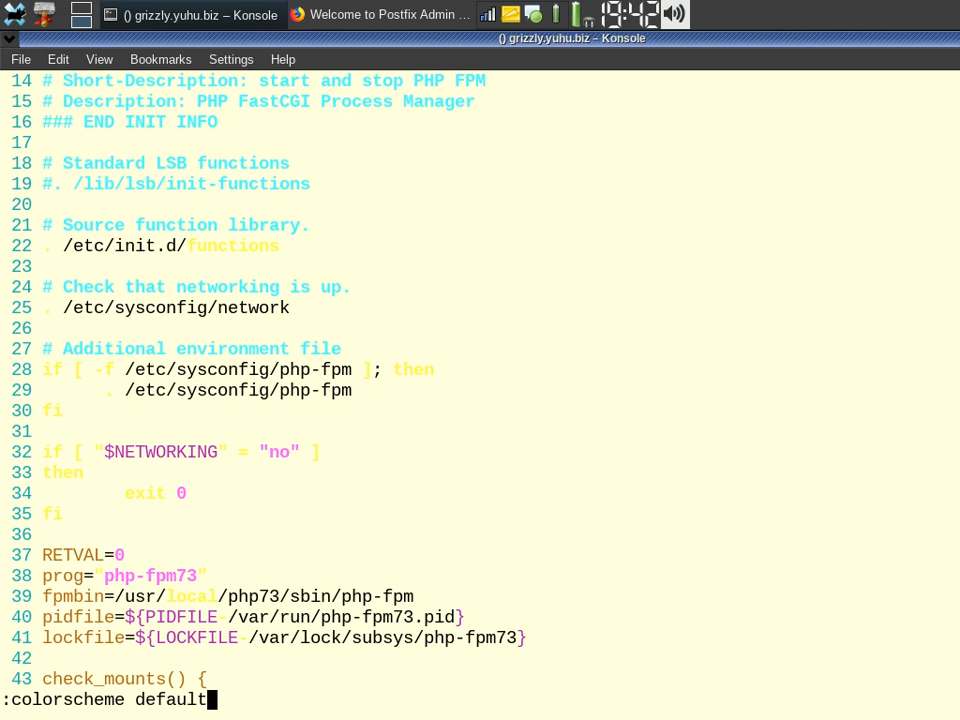 () grizzly.yuhu.biz – Konsole
Welcome to Postfix Admin ...
19:42
() grizzly.yuhu.biz – Konsole
File Edit View Bookmarks Settings Help
14 # Short-Description: start and stop PHP FPM
15 # Description: PHP FastCGI Process Manager
16 ### END INIT INFO
17
18 # Standard LSB functions
19 #. /lib/lsb/init-functions
20
21 # Source function library.
22 . /etc/init.d/functions
23
24 # Check that networking is up.
25 . /etc/sysconfig/network
26
27 # Additional environment file
28 if [ -f /etc/sysconfig/php-fpm ]; then
29       . /etc/sysconfig/php-fpm
30 fi
31
32 if [ "$NETWORKING" = "no" ]
33 then
34         exit 0
35 fi
36
37 RETVAL=0
38 prog="php-fpm73"
39 fpmbin=/usr/local/php73/sbin/php-fpm
40 pidfile=${PIDFILE-/var/run/php-fpm73.pid}
41 lockfile=${LOCKFILE-/var/lock/subsys/php-fpm73}
42
43 check_mounts() {
:colorscheme default